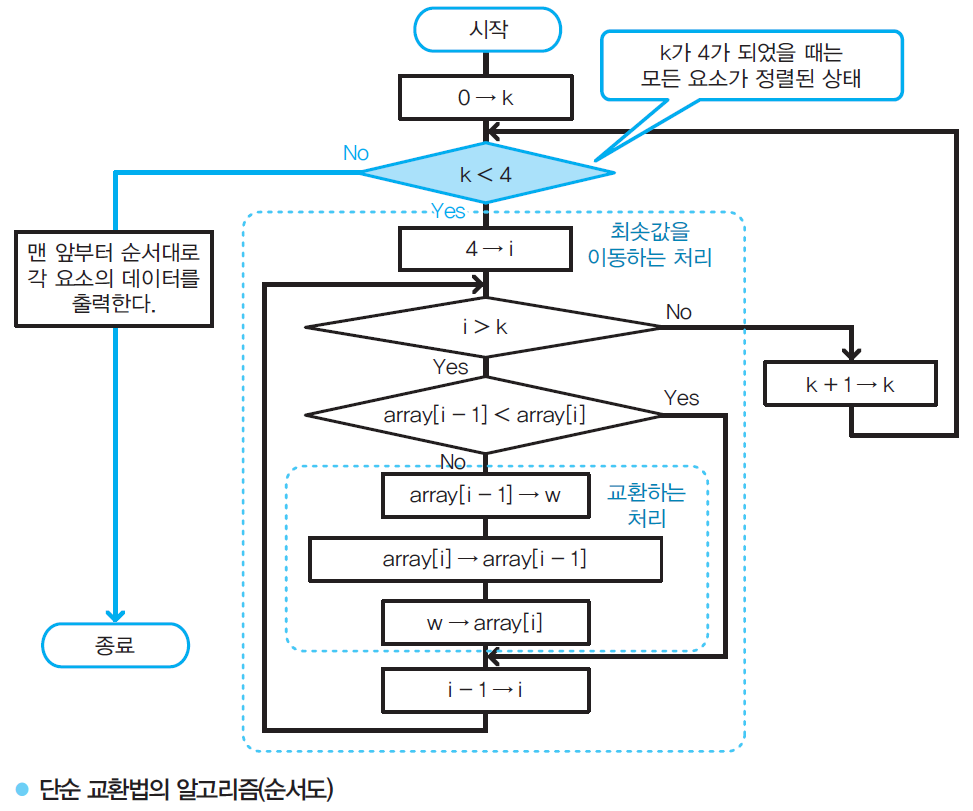 시작
k가 4가 되었을 때는
모든 요소가 정렬된 상태
0 → k
No
k < 4
Yes
맨 앞부터 순서대로
각 요소의 데이터를
출력한다.
최솟값을
이동하는 처리
4 → i
i > k
No
Yes
k + 1 → k
array[i − 1] < array[i]
Yes
No
교환하는
처리
array[i − 1] → w
array[i] → array[i − 1]
w → array[i]
종료
i − 1 → i
● 단순 교환법의 알고리즘(순서도)